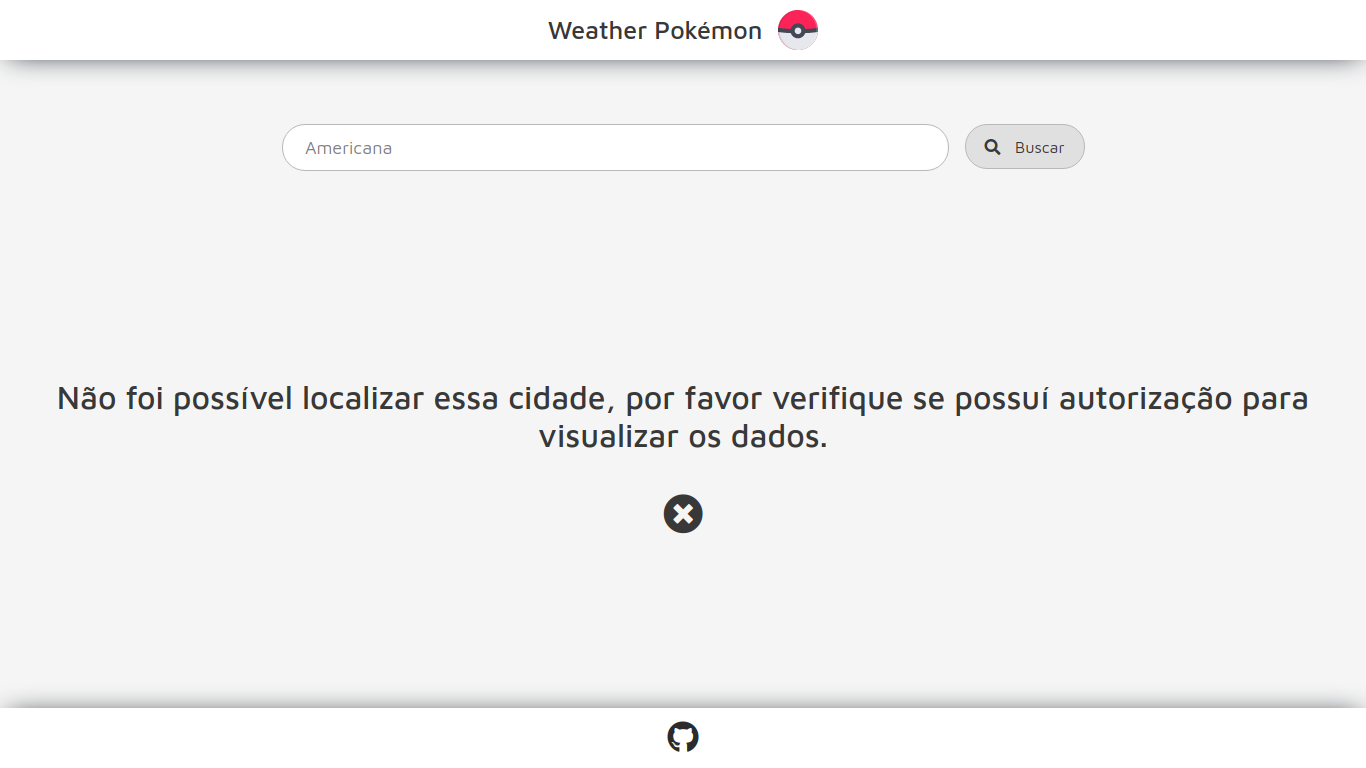 Weather Pokémon
Americana
Buscar
Não foi possível localizar essa cidade, por favor verifique se possuí autorização para
visualizar os dados.